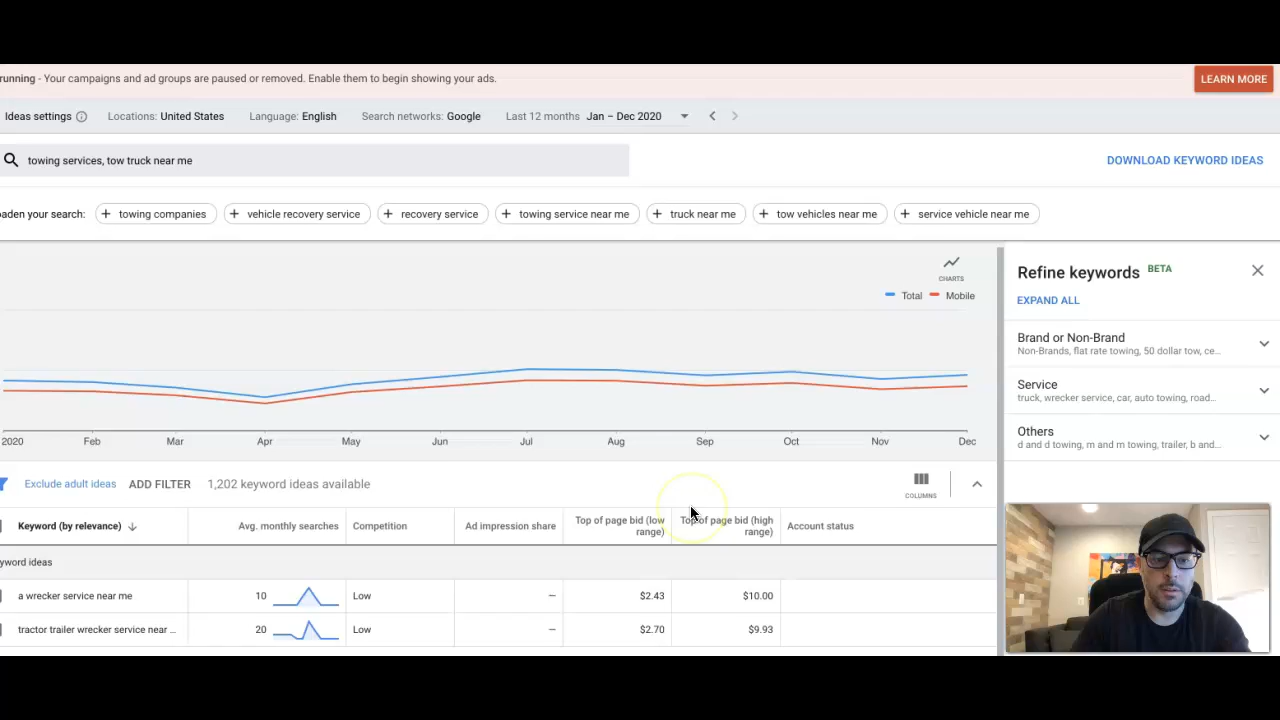 running - Your campaigns and ad groups are paused or removed. Enable them to begin showing your ads.
LEARN MORE
Ideas settings Locations: United States Language: English Search networks: Google Last 12 months Jan – Dec 2020
towing services, tow truck near me
DOWNLOAD KEYWORD IDEAS
oaden your search: + towing companies + vehicle recovery service + recovery service + towing service near me + truck near me + tow vehicles near me + service vehicle near me
CHARTS
Total Mobile
2020 Feb Mar Apr May Jun Jul Aug Sep Oct Nov Dec
Refine keywords BETA
EXPAND ALL
Brand or Non-Brand
Non-Brands, flat rate towing, 50 dollar tow, ce...
Service
truck, wrecker service, car, auto towing, road...
Others
d and d towing, m and m towing, trailer, b and...
Exclude adult ideas ADD FILTER 1,202 keyword ideas available
COLUMNS
Keyword (by relevance) Avg. monthly searches Competition Ad impression share Top of page bid (low range) Top of page bid (high range) Account status
yword ideas
a wrecker service near me 10 Low – $2.43 $10.00
tractor trailer wrecker service near ... 20 Low – $2.70 $9.93